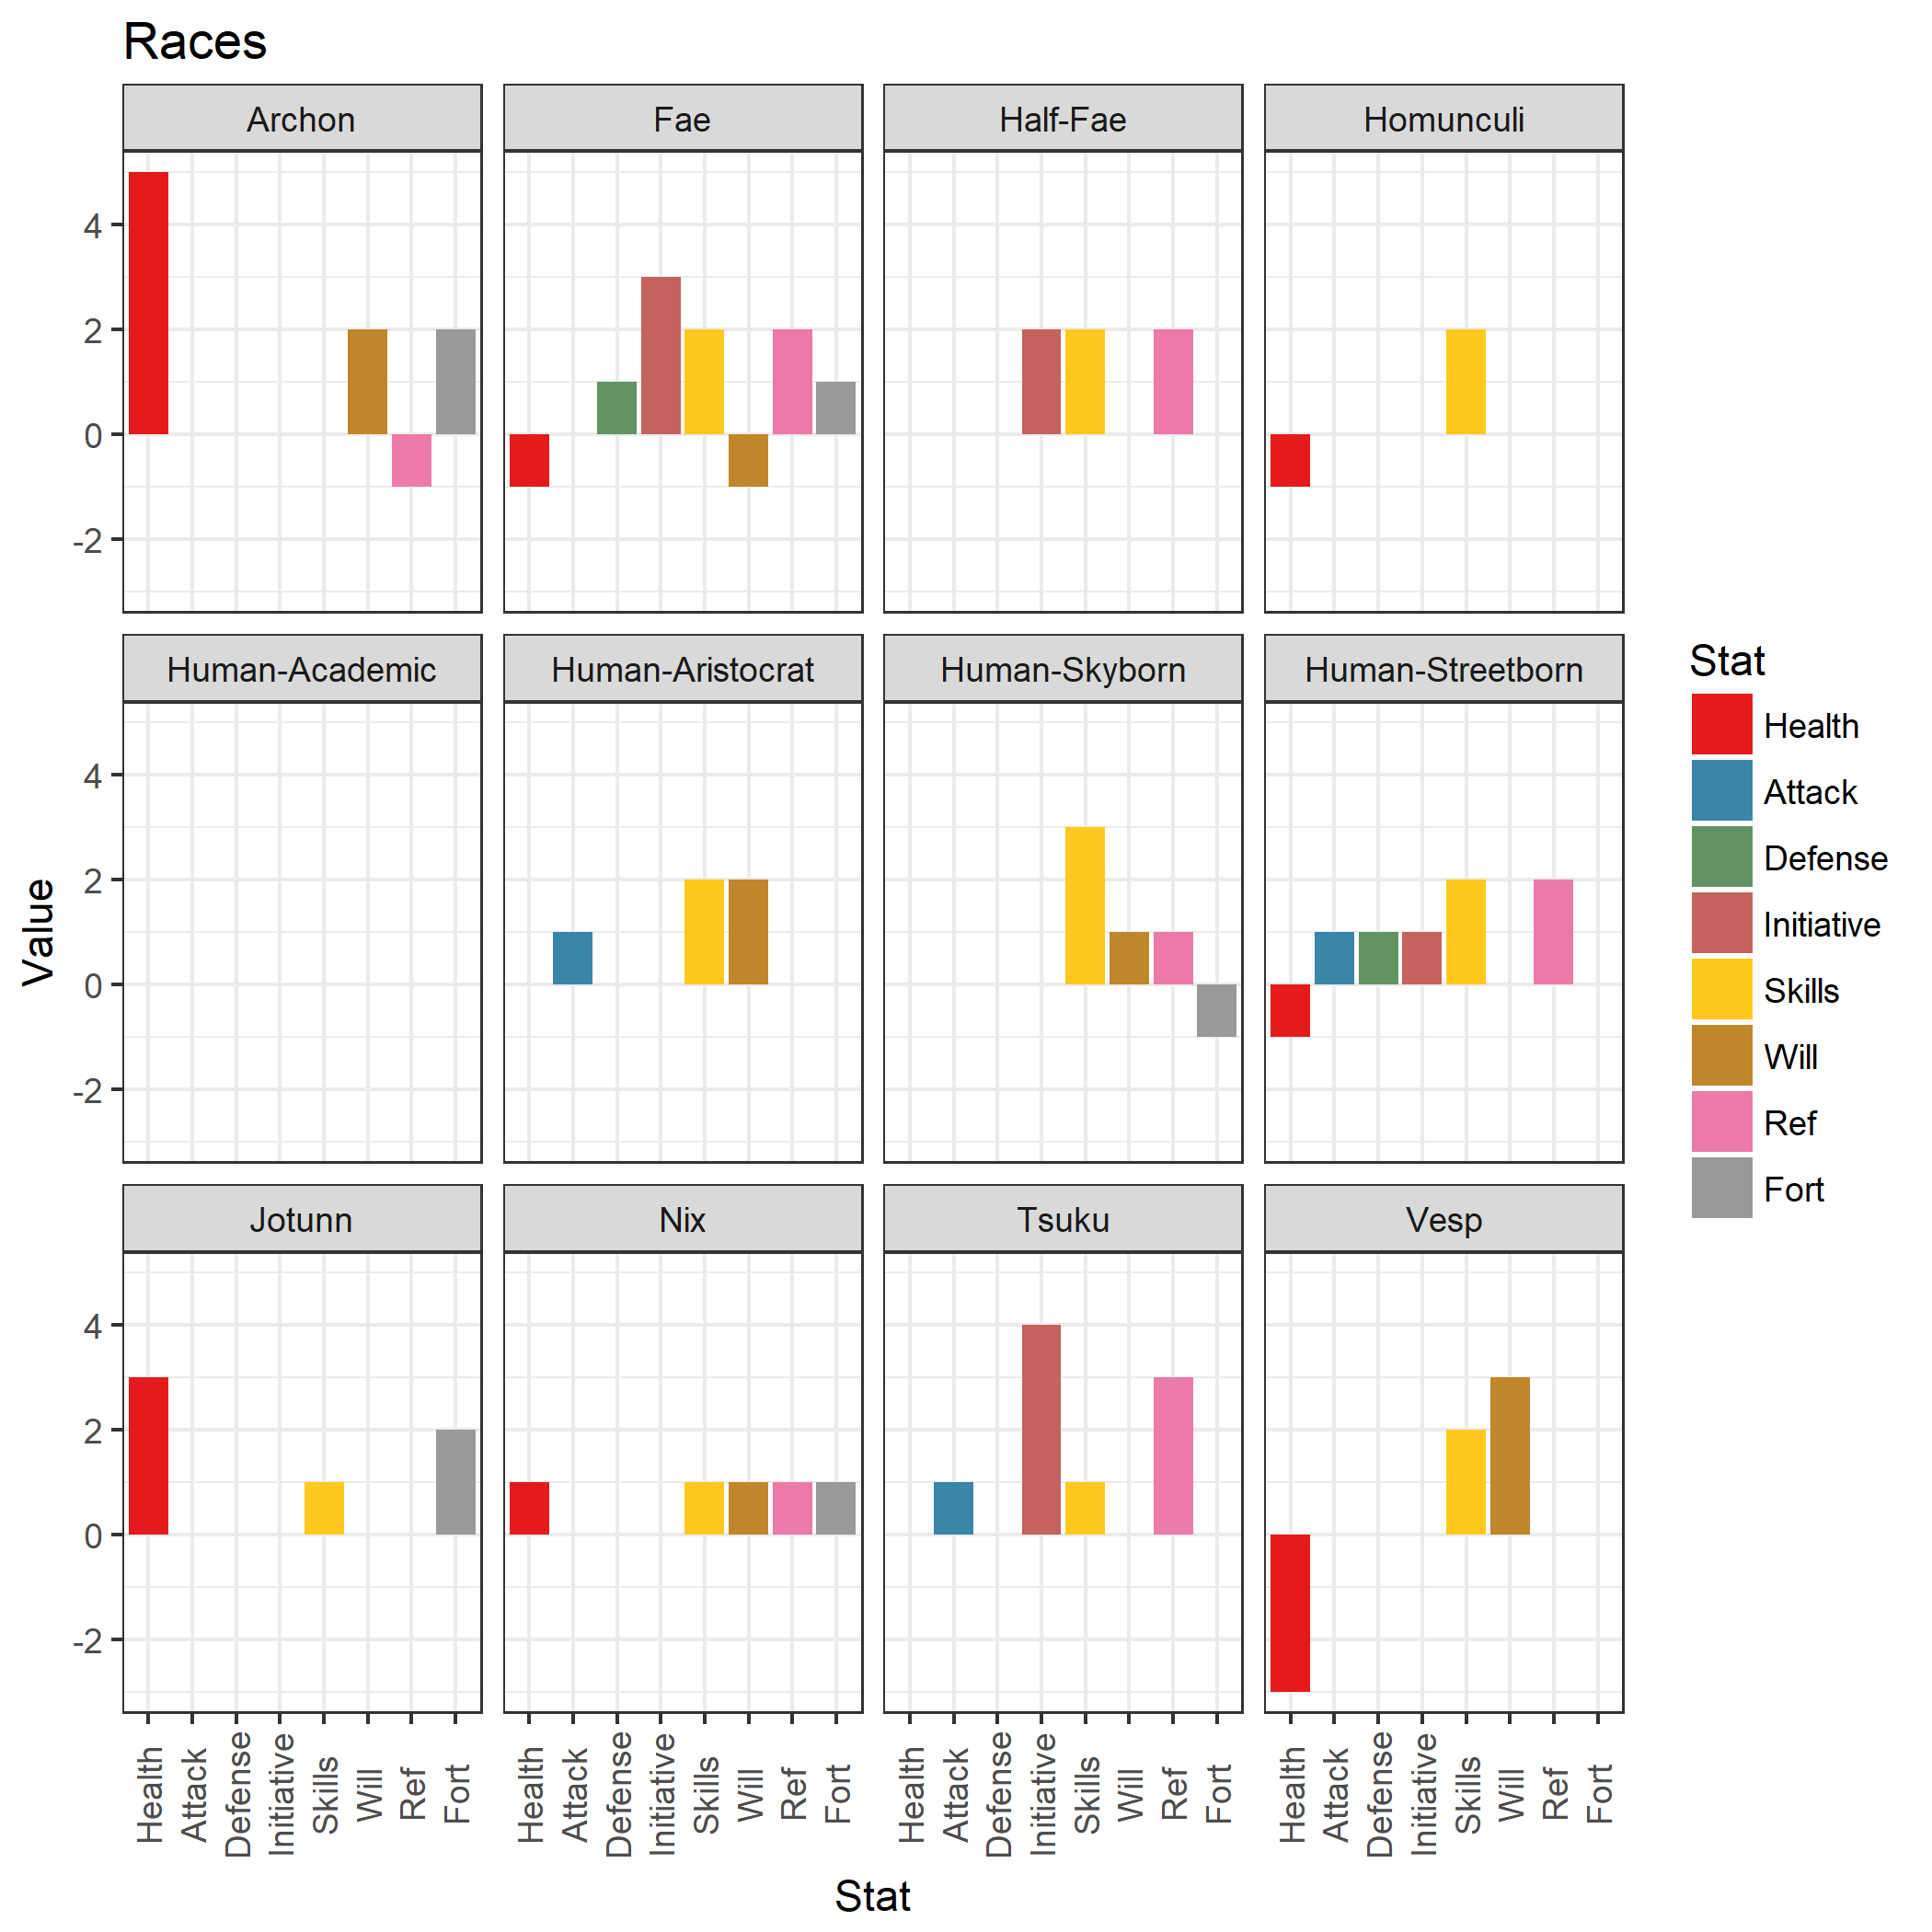 Races
Archon Fae Half-Fae Homunculi
4
2
0
-2
Human-Academic Human-Aristocrat Human-Skyborn Human-Streetborn
4
2
0
-2
Jotunn Nix Tsuku Vesp
4
2
0
-2
Health Attack Defense Initiative Skills Will Ref Fort Health Attack Defense Initiative Skills Will Ref Fort Health Attack Defense Initiative Skills Will Ref Fort Health Attack Defense Initiative Skills Will Ref Fort
Stat
Value
Stat
Health
Attack
Defense
Initiative
Skills
Will
Ref
Fort